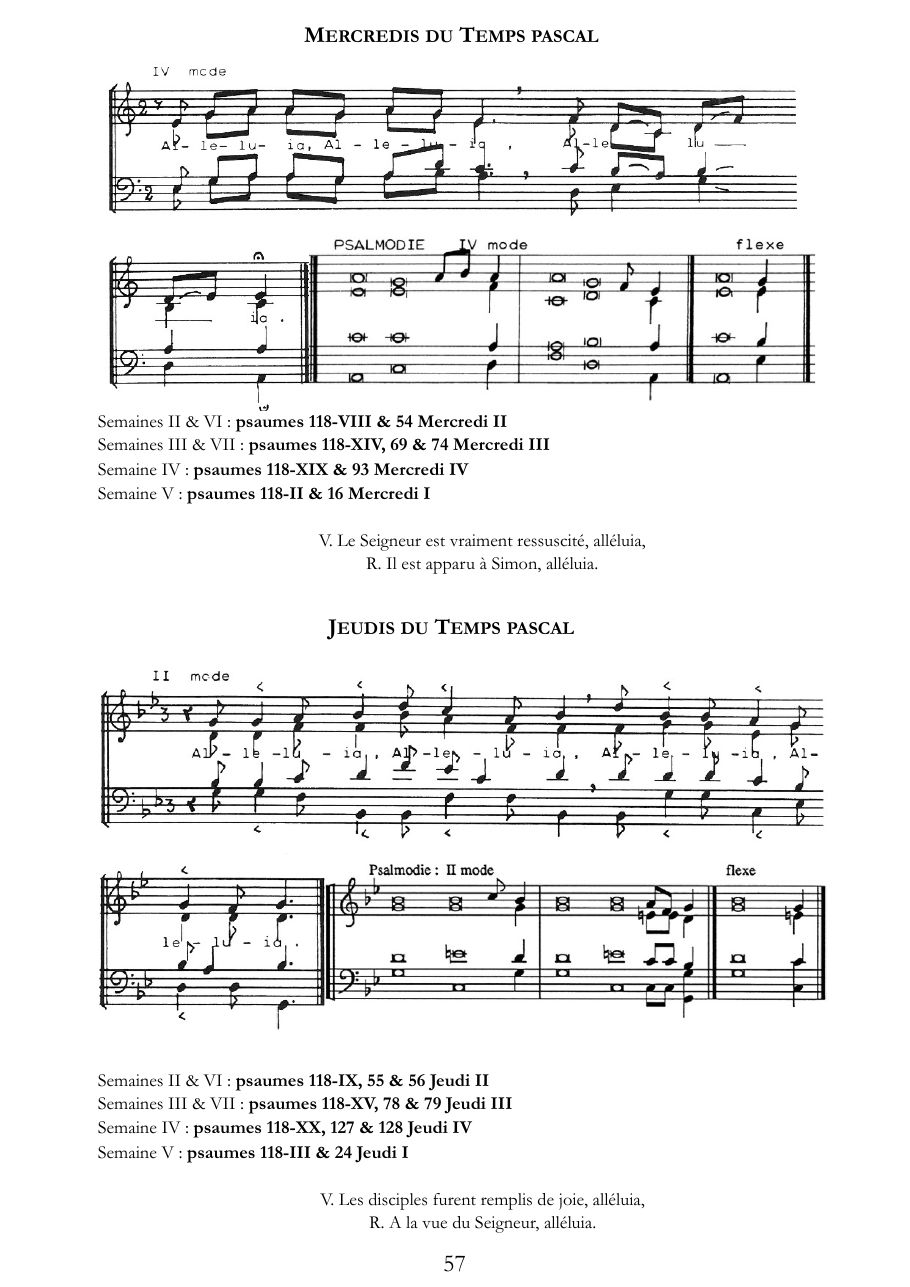 MERCREDIS DU TEMPS PASCAL
IV mode
Al- le- lu- ia, Al - le - lu - ia , Al-le lu
PSALMODIE IV mode flexe
ia .
Semaines II & VI : psaumes 118-VIII & 54 Mercredi II
Semaines III & VII : psaumes 118-XIV, 69 & 74 Mercredi III
Semaine IV : psaumes 118-XIX & 93 Mercredi IV
Semaine V : psaumes 118-II & 16 Mercredi I
V. Le Seigneur est vraiment ressuscité, alléluia,
R. Il est apparu à Simon, alléluia.
JEUDIS DU TEMPS PASCAL
II mode
Al - le -lu - ia , Al -le - lu - ia , Al - le - lu -ia , Al-
Psalmodie : II mode flexe
le - lu - ia .
Semaines II & VI : psaumes 118-IX, 55 & 56 Jeudi II
Semaines III & VII : psaumes 118-XV, 78 & 79 Jeudi III
Semaine IV : psaumes 118-XX, 127 & 128 Jeudi IV
Semaine V : psaumes 118-III & 24 Jeudi I
V. Les disciples furent remplis de joie, alléluia,
R. A la vue du Seigneur, alléluia.
57